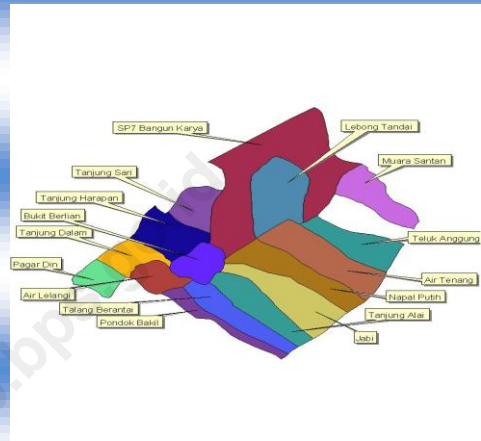 SP7 Bangun Karya
Lebong Tandai
Muara Santan
Tanjung Sari
Tanjung Harapan
Bukit Berlian
Tanjung Dalam
Teluk Anggung
Pagar Din
Air Tenang
Air Lelangi
Napal Putih
Talang Berantai
Tanjung Alai
Pondok Bakil
Jabi